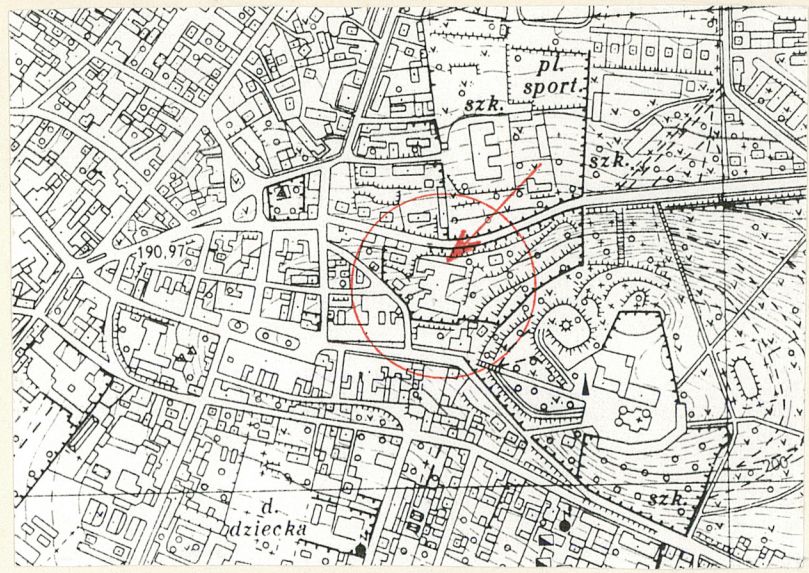 pl.
sport.
szk.
szk.
190,97
200
szk.
d.
dziecka